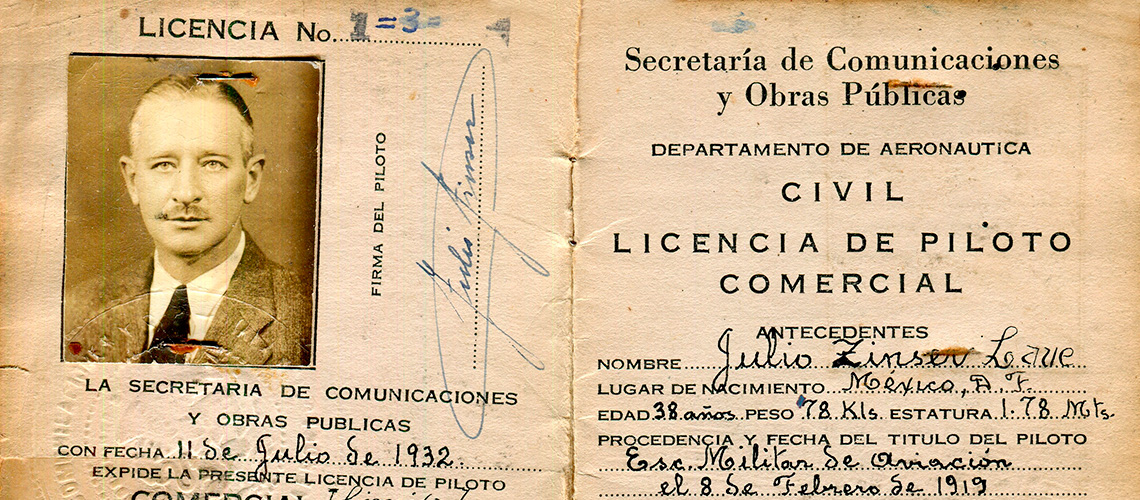 LICENCIA No. 1=3=
FIRMA DEL PILOTO
Julio Zinser
LA SECRETARIA DE COMUNICACIONES
Y OBRAS PUBLICAS
CON FECHA 11 de Julio de 1932
EXPIDE LA PRESENTE LICENCIA DE PILOTO
COMERCIAL
Secretaría de Comunicaciones
y Obras Públicas
DEPARTAMENTO DE AERONAUTICA
CIVIL
LICENCIA DE PILOTO
COMERCIAL
ANTECEDENTES
NOMBRE Julio Zinser
LUGAR DE NACIMIENTO México, D. F.
EDAD 38 años PESO 78 Kls. ESTATURA 1.78 Mts.
PROCEDENCIA Y FECHA DEL TITULO DEL PILOTO
Esc. Militar de Aviación
el 8 de Febrero de 1919